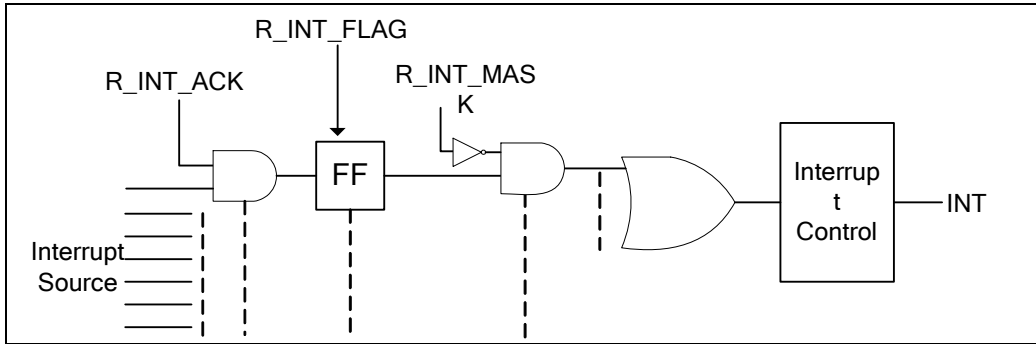 R_INT_FLAG
R_INT_ACK
R_INT_MAS
K
FF
Interrup
t
Control
INT
Interrupt
Source